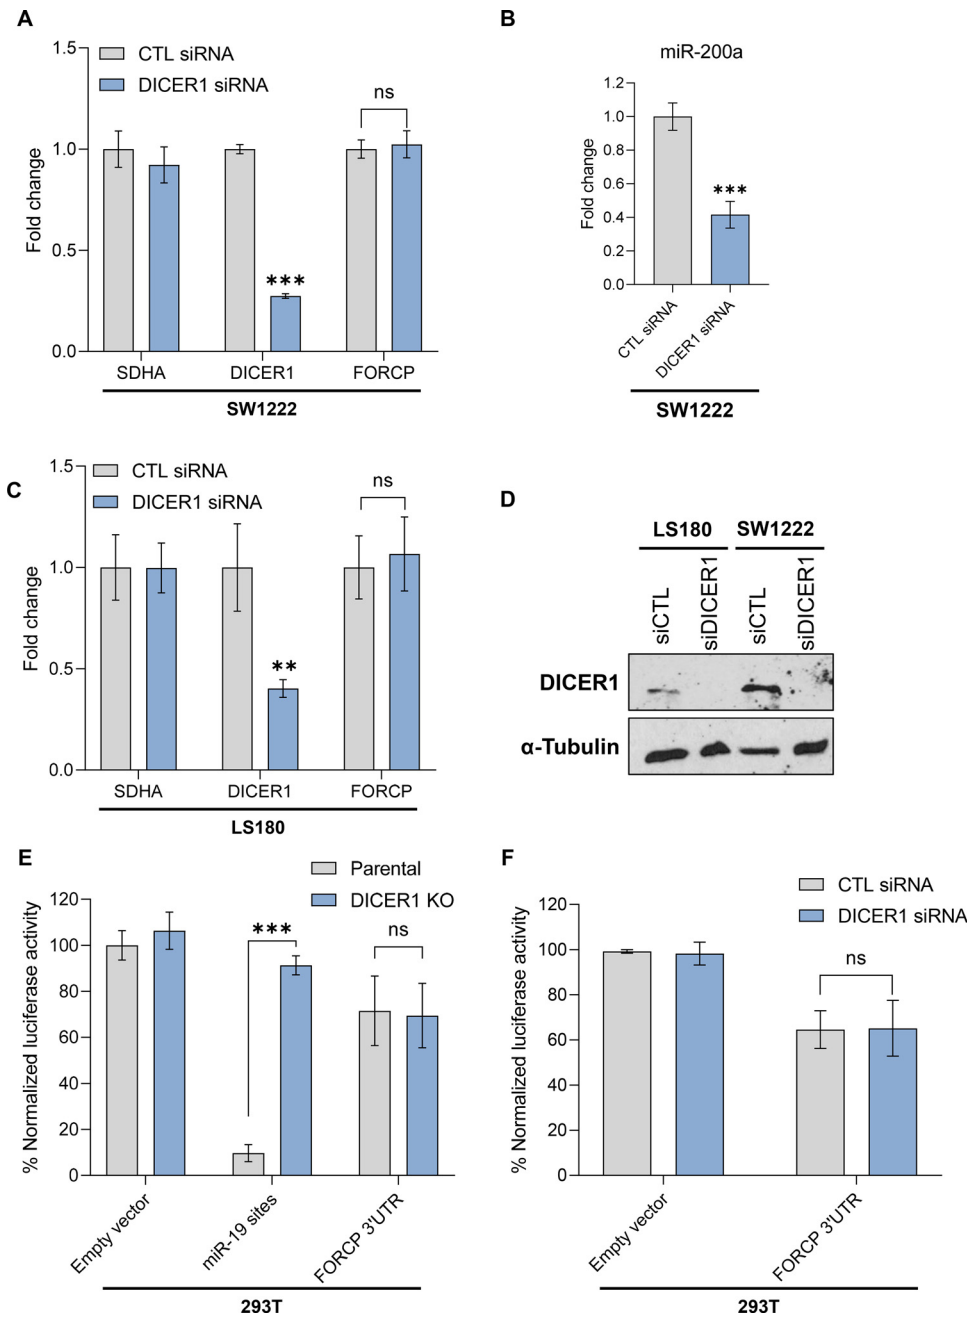 A
CTL siRNA
DICER1 siRNA
ns
***
Fold change
1.5
1.0
0.5
0.0
SDHA DICER1 FORCP
SW1222
B
miR-200a
***
Fold change
1.2
1.0
0.8
0.6
0.4
0.2
0.0
CTL siRNA
DICER1 siRNA
SW1222
C
CTL siRNA
DICER1 siRNA
ns
**
Fold change
1.5
1.0
0.5
0.0
SDHA DICER1 FORCP
LS180
D
LS180 SW1222
siCTL
siDICER1
siCTL
siDICER1
DICER1
α-Tubulin
E
Parental
DICER1 KO
***
ns
% Normalized luciferase activity
120
100
80
60
40
20
0
Empty vector
miR-19 sites
FORCP 3'UTR
293T
F
CTL siRNA
DICER1 siRNA
ns
% Normalized luciferase activity
120
100
80
60
40
20
0
Empty vector
FORCP 3'UTR
293T